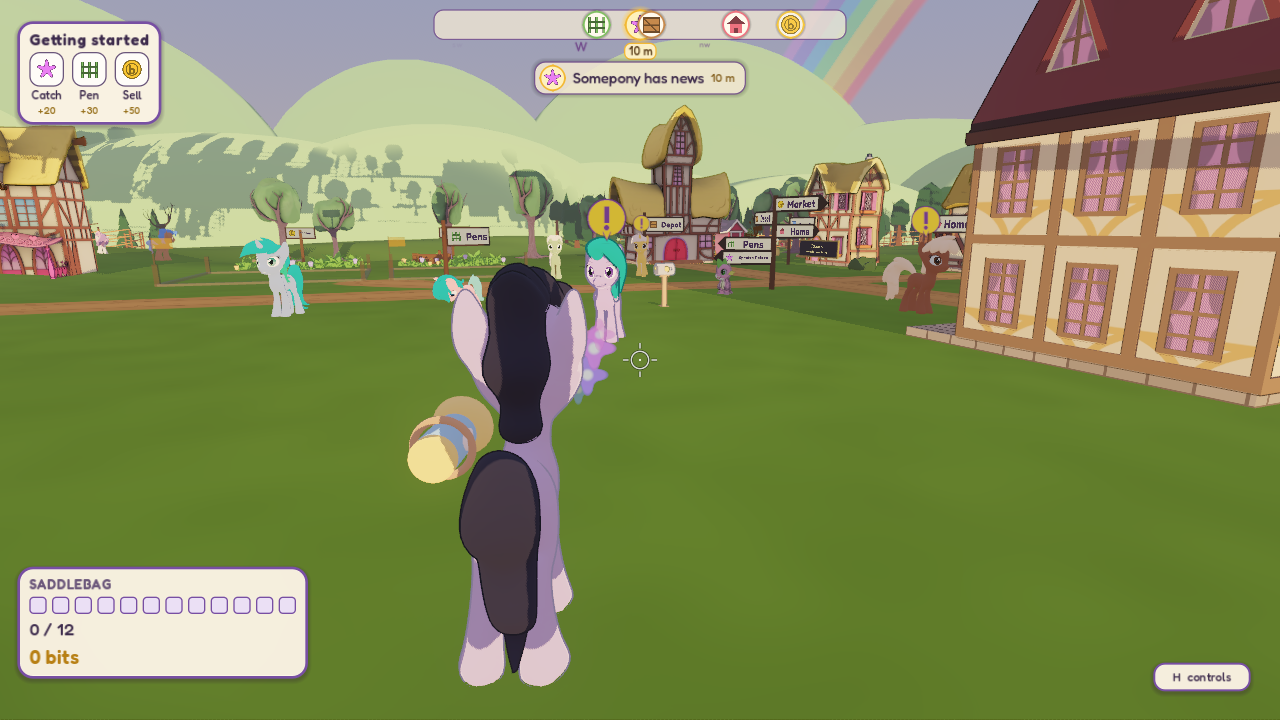 Getting started
Catch
Pen
Sell
+20
+30
+50
W
10 m
nw
Somepony has news 10 m
Pens
Depot
Market
Home
Pens
Home
SADDLEBAG
0 / 12
0 bits
H controls